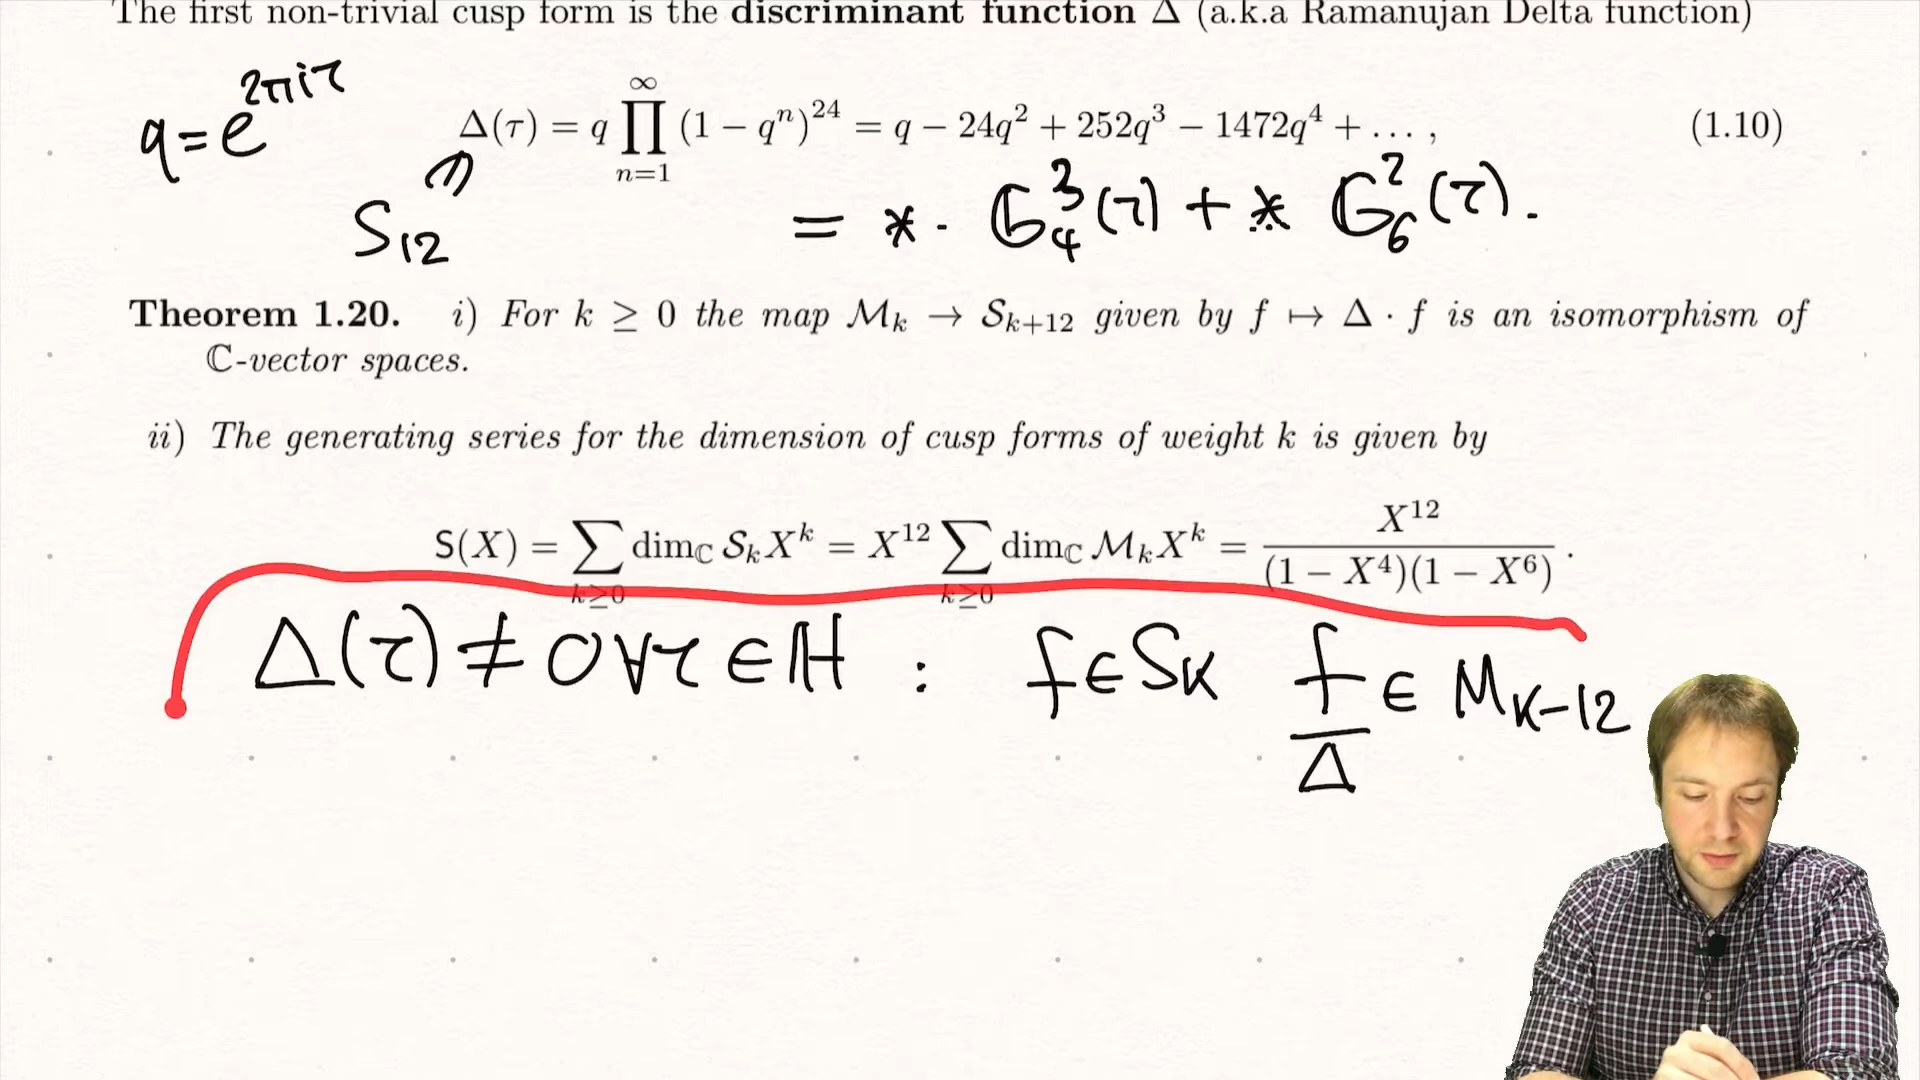 The first non-trivial cusp form is the discriminant function Δ (a.k.a Ramanujan Delta function)
q = e^{2πiτ}
Δ(τ) = q ∏_{n=1}^{∞} (1 − q^n)^{24} = q − 24q^2 + 252q^3 − 1472q^4 + … , (1.10)
S_{12}
= * · G_4^3(τ) + * G_6^2(τ).
Theorem 1.20. i) For k ≥ 0 the map M_k → S_{k+12} given by f ↦ Δ · f is an isomorphism of
ℂ-vector spaces.
ii) The generating series for the dimension of cusp forms of weight k is given by
S(X) = ∑_{k≥0} dim_ℂ S_k X^k = X^{12} ∑_{k≥0} dim_ℂ M_k X^k = X^{12} / (1 − X^4)(1 − X^6) .
Δ(τ) ≠ 0 ∀τ ∈ ℍ : f ∈ S_k f/Δ ∈ M_{k−12}